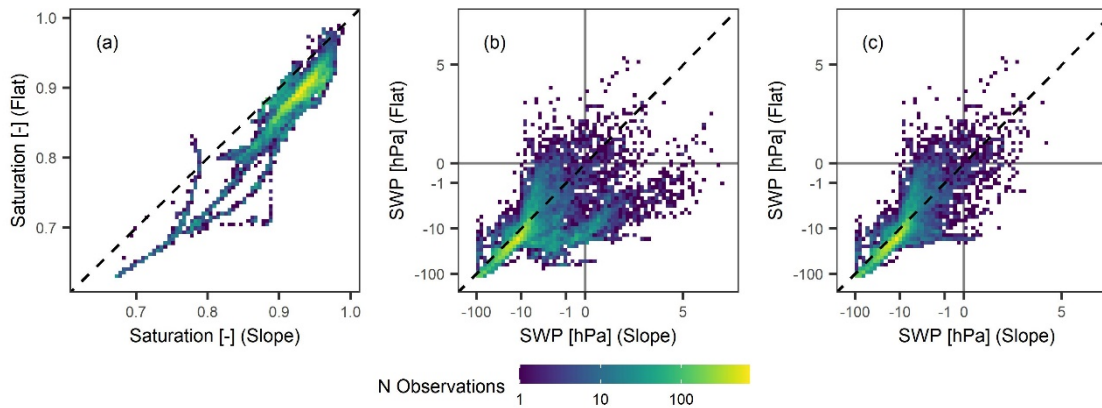 (a)
1.0
0.9
0.8
0.7
Saturation [-] (Flat)
0.7 0.8 0.9 1.0
Saturation [-] (Slope)
(b)
5
0
-1
-10
-100
SWP [hPa] (Flat)
-100 -10 -1 0 5
SWP [hPa] (Slope)
(c)
5
0
-1
-10
-100
SWP [hPa] (Flat)
-100 -10 -1 0 5
SWP [hPa] (Slope)
N Observations
1 10 100